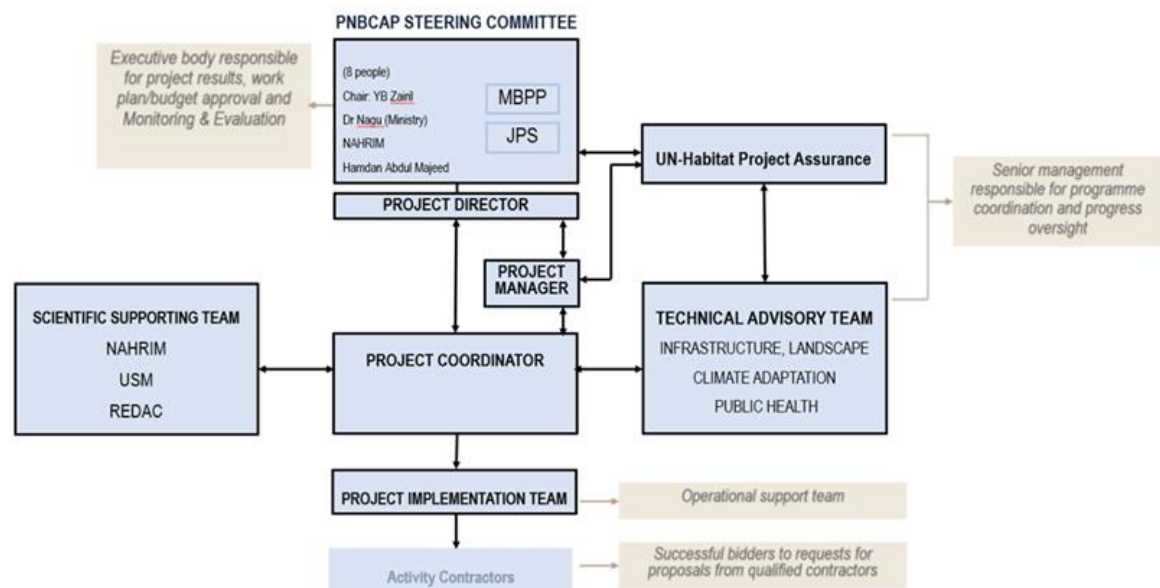 PNBCAP STEERING COMMITTEE
Executive body responsible
for project results, work
plan/budget approval and
Monitoring & Evaluation
(8 people)
Chair: YB Zairil
Dr Nagu (Ministry)
NAHRIM
Hamdan Abdul Majeed
MBPP
JPS
UN-Habitat Project Assurance
Senior management
responsible for programme
coordination and progress
oversight
PROJECT DIRECTOR
PROJECT
MANAGER
SCIENTIFIC SUPPORTING TEAM
NAHRIM
USM
REDAC
PROJECT COORDINATOR
TECHNICAL ADVISORY TEAM
INFRASTRUCTURE, LANDSCAPE
CLIMATE ADAPTATION
PUBLIC HEALTH
PROJECT IMPLEMENTATION TEAM
Operational support team
Activity Contractors
Successful bidders to requests for
proposals from qualified contractors